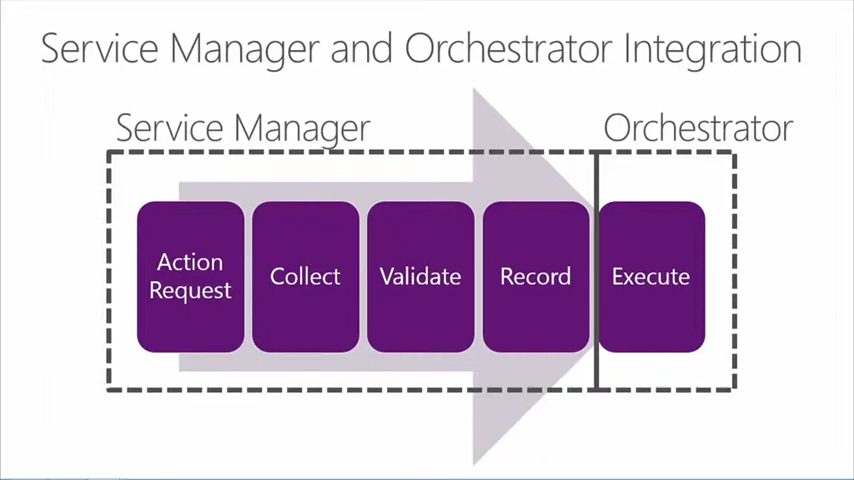 Service Manager and Orchestrator Integration
Service Manager
Orchestrator
Action
Request
Collect
Validate
Record
Execute